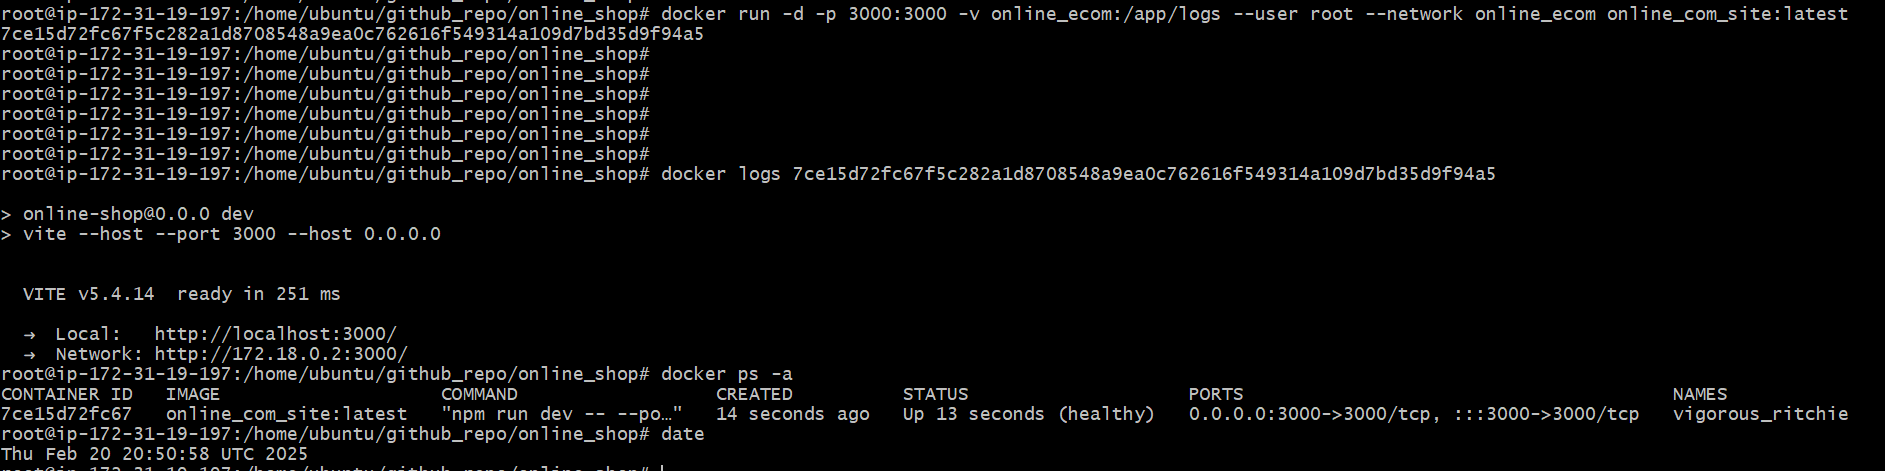 root@ip-172-31-19-197:/home/ubuntu/github_repo/online_shop# docker run -d -p 3000:3000 -v online_ecom:/app/logs --user root --network online_ecom online_com_site:latest
7ce15d72fc67f5c282a1d8708548a9ea0c762616f549314a109d7bd35d9f94a5
root@ip-172-31-19-197:/home/ubuntu/github_repo/online_shop#
root@ip-172-31-19-197:/home/ubuntu/github_repo/online_shop#
root@ip-172-31-19-197:/home/ubuntu/github_repo/online_shop#
root@ip-172-31-19-197:/home/ubuntu/github_repo/online_shop#
root@ip-172-31-19-197:/home/ubuntu/github_repo/online_shop#
root@ip-172-31-19-197:/home/ubuntu/github_repo/online_shop#
root@ip-172-31-19-197:/home/ubuntu/github_repo/online_shop# docker logs 7ce15d72fc67f5c282a1d8708548a9ea0c762616f549314a109d7bd35d9f94a5
> online-shop@0.0.0 dev
> vite --host --port 3000 --host 0.0.0.0
VITE v5.4.14  ready in 251 ms
→  Local:   http://localhost:3000/
→  Network: http://172.18.0.2:3000/
root@ip-172-31-19-197:/home/ubuntu/github_repo/online_shop# docker ps -a
CONTAINER ID   IMAGE                    COMMAND                  CREATED          STATUS                    PORTS                                       NAMES
7ce15d72fc67   online_com_site:latest   "npm run dev -- --po…"   14 seconds ago   Up 13 seconds (healthy)   0.0.0.0:3000->3000/tcp, :::3000->3000/tcp   vigorous_ritchie
root@ip-172-31-19-197:/home/ubuntu/github_repo/online_shop# date
Thu Feb 20 20:50:58 UTC 2025